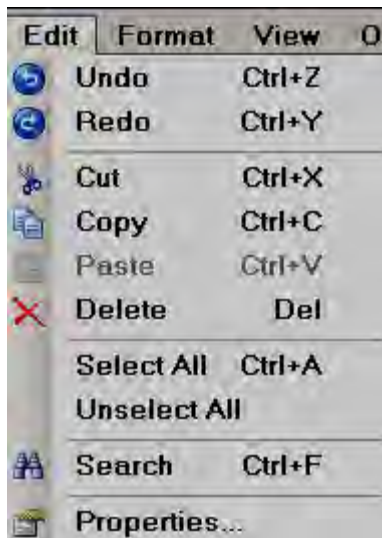 Edit Format View O
Undo Ctrl+Z
Redo Ctrl+Y
Cut Ctrl+X
Copy Ctrl+C
Paste Ctrl+V
Delete Del
Select All Ctrl+A
Unselect All
Search Ctrl+F
Properties...